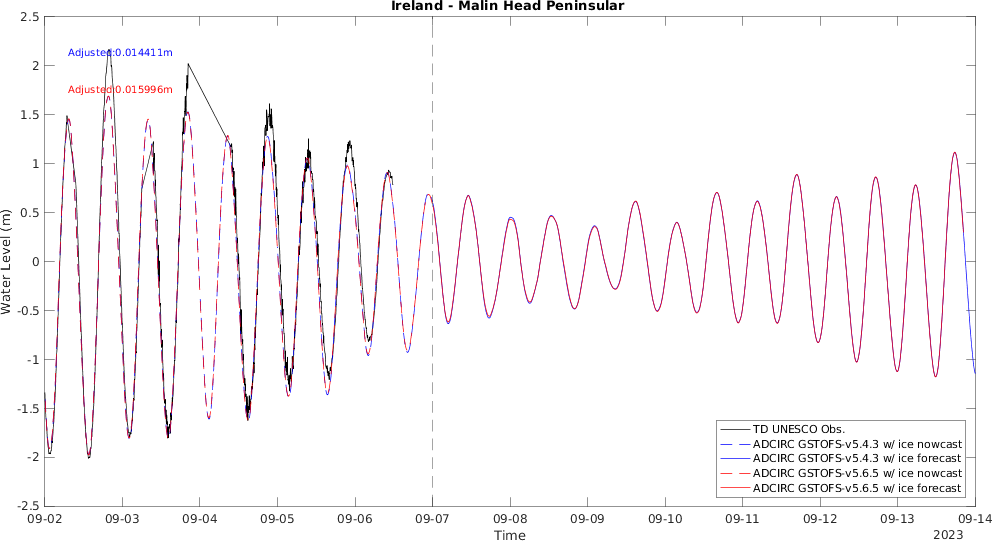 Ireland - Malin Head Peninsular
2.5
2
1.5
1
0.5
0
-0.5
-1
-1.5
-2
-2.5
Water Level (m)
Adjusted:0.014411m
Adjusted:0.015996m
TD UNESCO Obs.
ADCIRC GSTOFS-v5.4.3 w/ ice nowcast
ADCIRC GSTOFS-v5.4.3 w/ ice forecast
ADCIRC GSTOFS-v5.6.5 w/ ice nowcast
ADCIRC GSTOFS-v5.6.5 w/ ice forecast
09-02 09-03 09-04 09-05 09-06 09-07 09-08 09-09 09-10 09-11 09-12 09-13 09-14
Time
2023